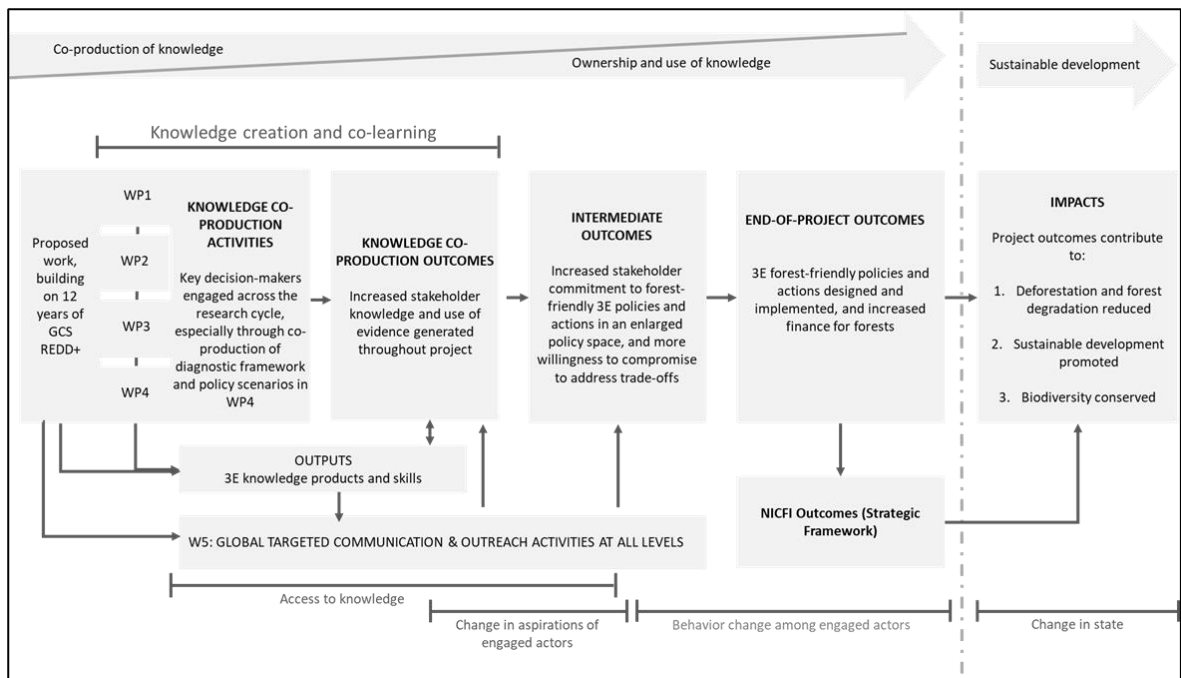 Co-production of knowledge
Ownership and use of knowledge
Sustainable development
Knowledge creation and co-learning
Proposed
work,
building
on 12
years of
GCS
REDD+
WP1
WP2
WP3
WP4
KNOWLEDGE CO-
PRODUCTION
ACTIVITIES
Key decision-makers
engaged across the
research cycle,
especially through co-
production of
diagnostic framework
and policy scenarios in
WP4
KNOWLEDGE CO-
PRODUCTION OUTCOMES
Increased stakeholder
knowledge and use of
evidence generated
throughout project
INTERMEDIATE
OUTCOMES
Increased stakeholder
commitment to forest-
friendly 3E policies and
actions in an enlarged
policy space, and more
willingness to compromise
to address trade-offs
END-OF-PROJECT OUTCOMES
3E forest-friendly policies and
actions designed and
implemented, and increased
finance for forests
IMPACTS
Project outcomes contribute
to:
1. Deforestation and forest
degradation reduced
2. Sustainable development
promoted
3. Biodiversity conserved
OUTPUTS
3E knowledge products and skills
NICFI Outcomes (Strategic
Framework)
W5: GLOBAL TARGETED COMMUNICATION & OUTREACH ACTIVITIES AT ALL LEVELS
Access to knowledge
Change in aspirations of
engaged actors
Behavior change among engaged actors
Change in state